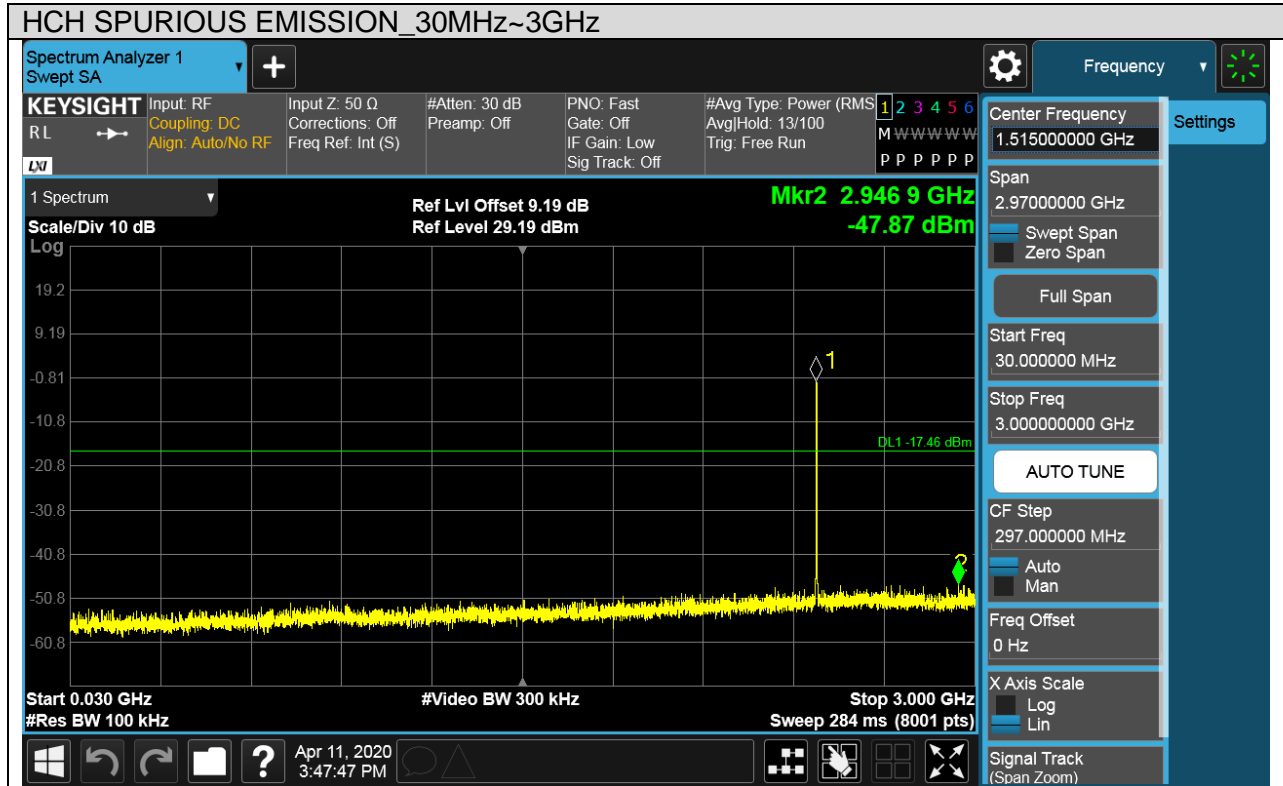 HCH SPURIOUS EMISSION_30MHz~3GHz
Spectrum Analyzer 1
Swept SA
+
Frequency
KEYSIGHT
RL
LXI
Input: RF
Coupling: DC
Align: Auto/No RF
Input Z: 50 Ω
Corrections: Off
Freq Ref: Int (S)
#Atten: 30 dB
Preamp: Off
PNO: Fast
Gate: Off
IF Gain: Low
Sig Track: Off
#Avg Type: Power (RMS
Avg|Hold: 13/100
Trig: Free Run
1 2 3 4 5 6
M W W W W W
P P P P P P
1 Spectrum
Scale/Div 10 dB
Ref Lvl Offset 9.19 dB
Ref Level 29.19 dBm
Mkr2 2.946 9 GHz
-47.87 dBm
Log
19.2
9.19
-0.81
-10.8
-20.8
-30.8
-40.8
-50.8
-60.8
1
DL1 -17.46 dBm
2
Start 0.030 GHz
#Res BW 100 kHz
#Video BW 300 kHz
Stop 3.000 GHz
Sweep 284 ms (8001 pts)
?
Apr 11, 2020
3:47:47 PM
Center Frequency
1.515000000 GHz
Settings
Span
2.97000000 GHz
Swept Span
Zero Span
Full Span
Start Freq
30.000000 MHz
Stop Freq
3.000000000 GHz
AUTO TUNE
CF Step
297.000000 MHz
Auto
Man
Freq Offset
0 Hz
X Axis Scale
Log
Lin
Signal Track
(Span Zoom)